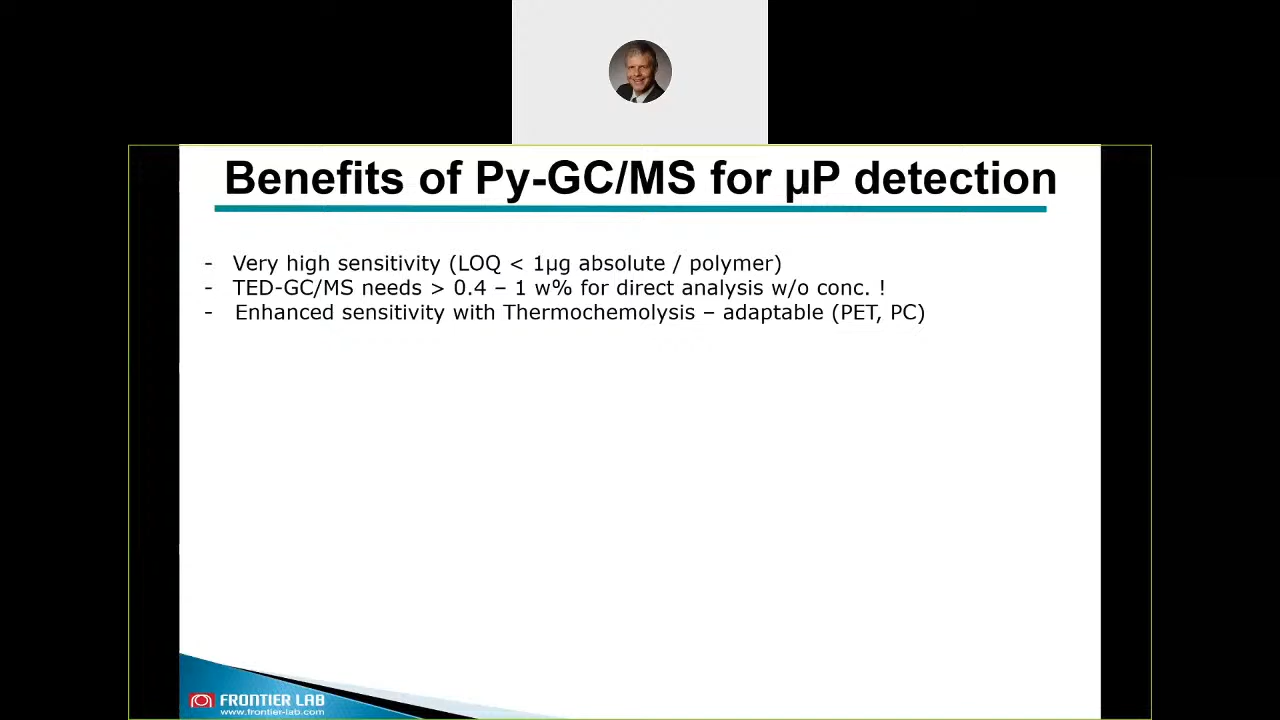 Benefits of Py-GC/MS for µP detection
- Very high sensitivity (LOQ < 1µg absolute / polymer)
- TED-GC/MS needs > 0.4 – 1 w% for direct analysis w/o conc. !
- Enhanced sensitivity with Thermochemolysis – adaptable (PET, PC)
FRONTIER LAB
www.frontier-lab.com